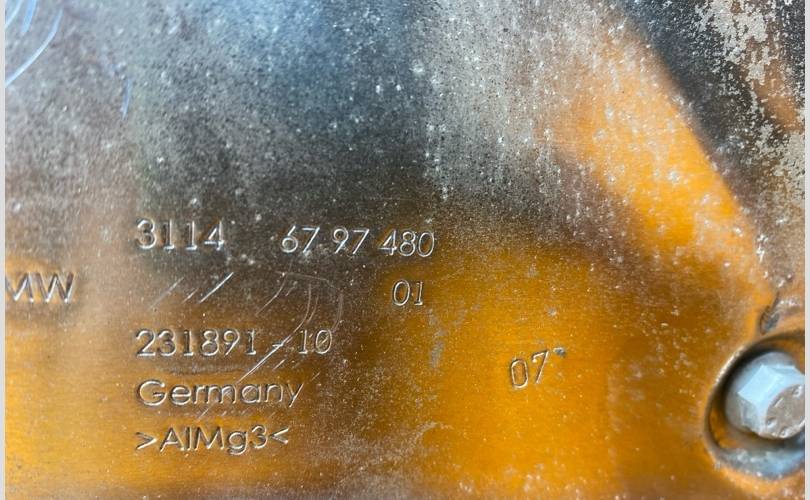 3114 67 97 480
01
MW
231891-10
07
Germany
>AlMg3<